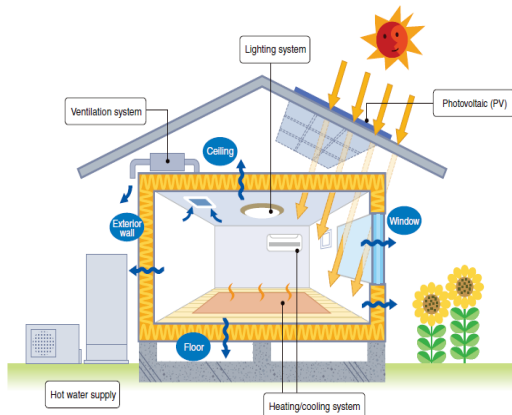 Lighting system
Photovoltaic (PV)
Ventilation system
Ceiling
Exterior
wall
Window
Floor
Hot water supply
Heating/cooling system